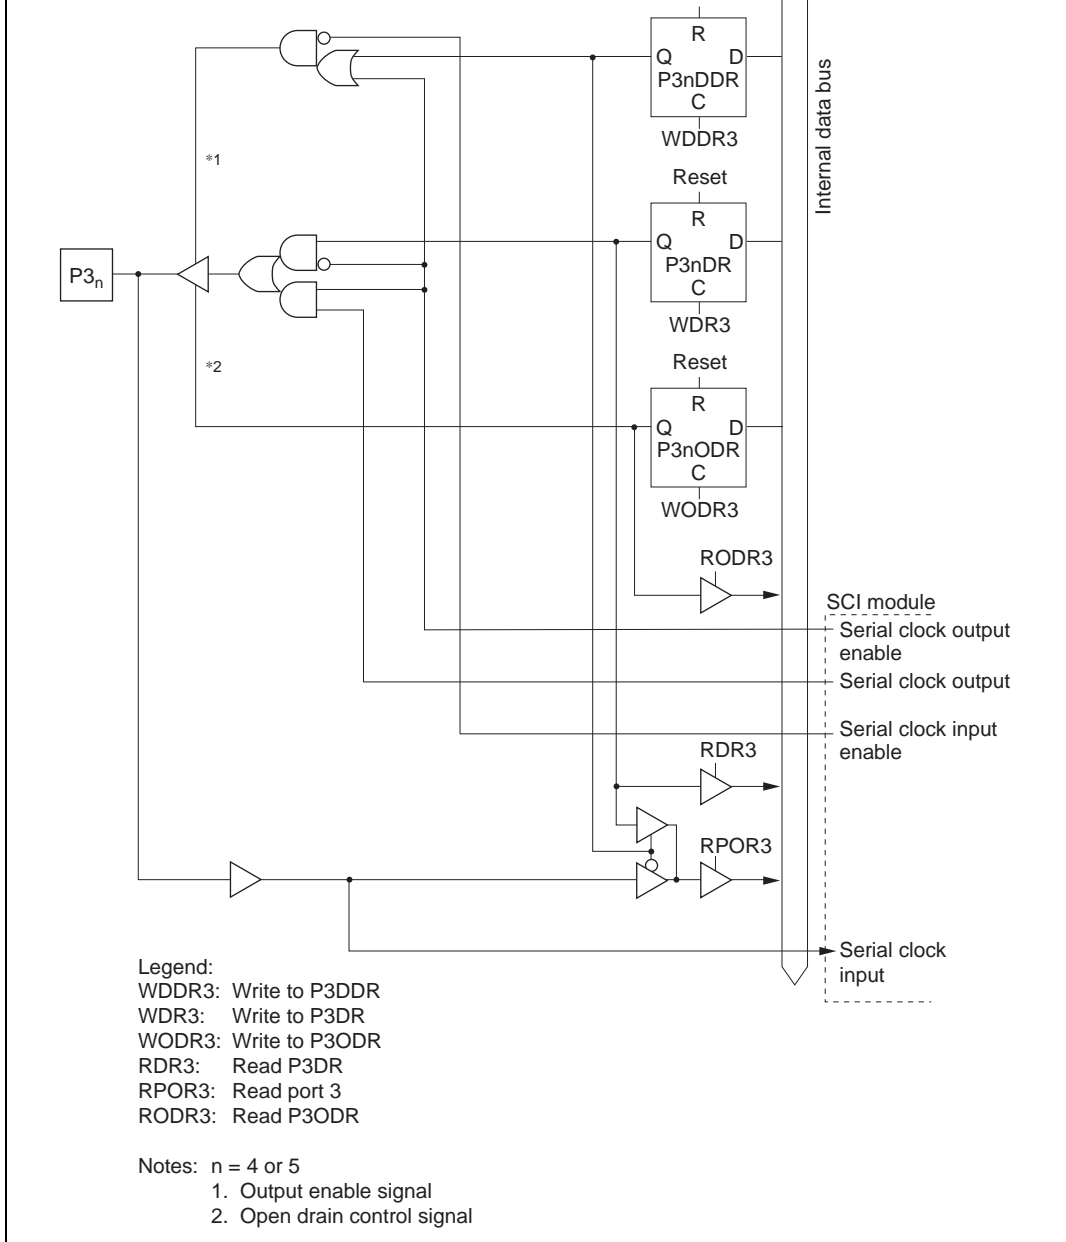 R
Q D
P3nDDR
C
WDDR3
Internal data bus
*1
Reset
R
Q D
P3nDR
C
WDR3
P3n
*2
Reset
R
Q D
P3nODR
C
WODR3
RODR3
SCI module
Serial clock output
enable
Serial clock output
Serial clock input
enable
RDR3
RPOR3
Serial clock
input
Legend:
WDDR3: Write to P3DDR
WDR3: Write to P3DR
WODR3: Write to P3ODR
RDR3: Read P3DR
RPOR3: Read port 3
RODR3: Read P3ODR
Notes: n = 4 or 5
1. Output enable signal
2. Open drain control signal